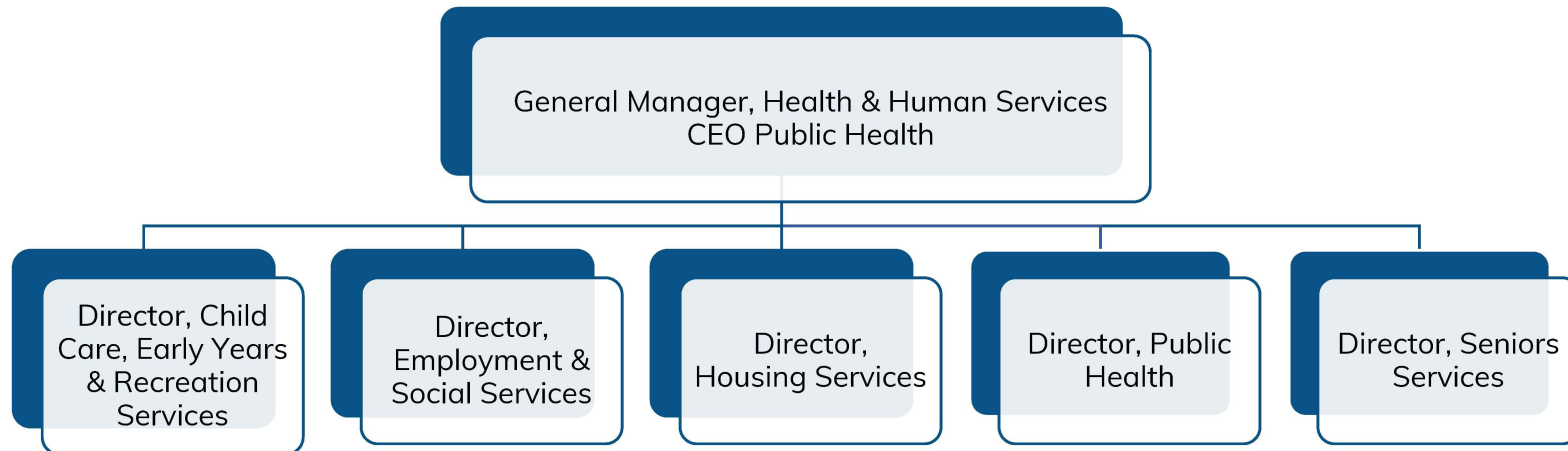 General Manager, Health & Human Services
CEO Public Health
Director, Child
Care, Early Years
& Recreation
Services
Director,
Employment &
Social Services
Director,
Housing Services
Director, Public
Health
Director, Seniors
Services